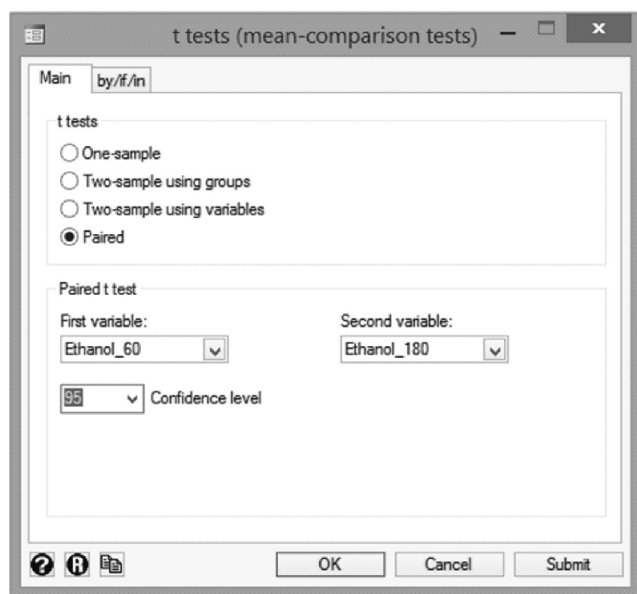 t tests (mean-comparison tests)
Main by/if/in
t tests
One-sample
Two-sample using groups
Two-sample using variables
Paired
Paired t test
First variable: Second variable:
Ethanol_60 Ethanol_180
95 Confidence level
? R OK Cancel Submit